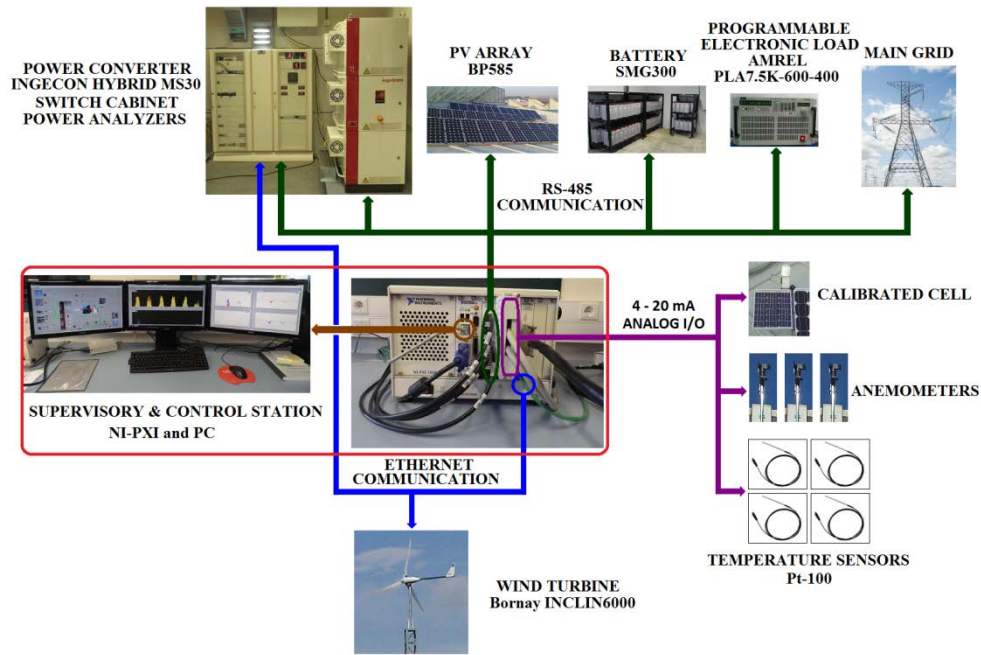 POWER CONVERTER
INGECON HYBRID MS30
SWITCH CABINET
POWER ANALYZERS
PV ARRAY
BP585
BATTERY
SMG300
PROGRAMMABLE
ELECTRONIC LOAD
AMREL
PLA7.5K-600-400
MAIN GRID
RS-485
COMMUNICATION
NATIONAL
INSTRUMENTS
4 - 20 mA
ANALOG I/O
CALIBRATED CELL
ANEMOMETERS
SUPERVISORY & CONTROL STATION
NI-PXI and PC
ETHERNET
COMMUNICATION
TEMPERATURE SENSORS
Pt-100
WIND TURBINE
Bornay INCLIN6000